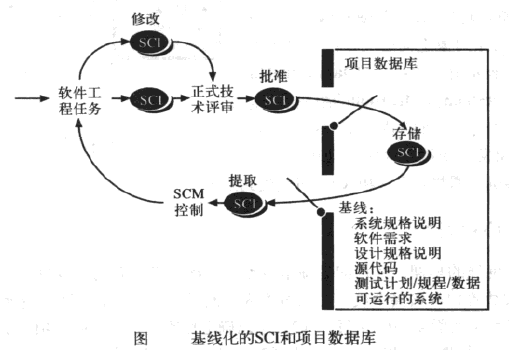 修改
SCI
软件工
程任务
SCI
正式技
术评审
批准
SCI
项目数据库
存储
SCI
提取
SCI
SCM
控制
基线：
系统规格说明
软件需求
设计规格说明
源代码
测试计划/规程/数据
可运行的系统
图 基线化的SCI和项目数据库